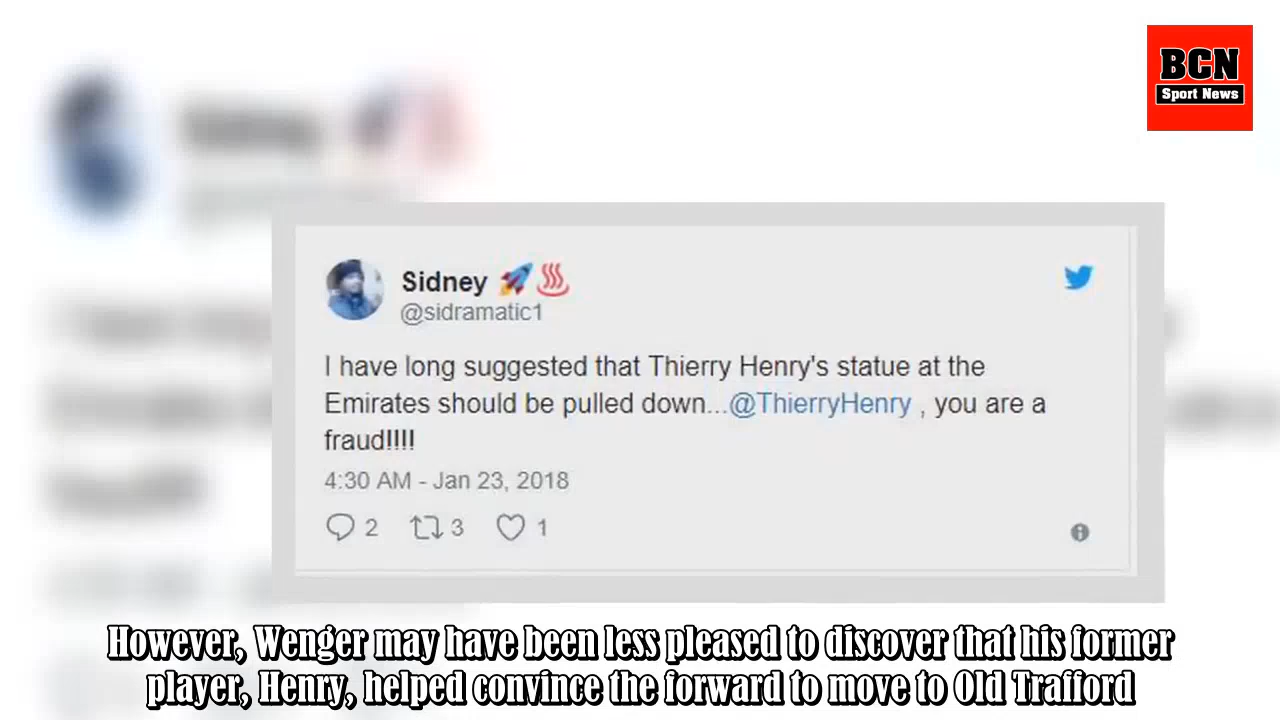 BCN
Sport News
Sidney 🚀♨
@sidramatic1
I have long suggested that Thierry Henry's statue at the
Emirates should be pulled down...@ThierryHenry , you are a
fraud!!!!
4:30 AM - Jan 23, 2018
2 3 1
However, Wenger may have been less pleased to discover that his former
player, Henry, helped convince the forward to move to Old Trafford